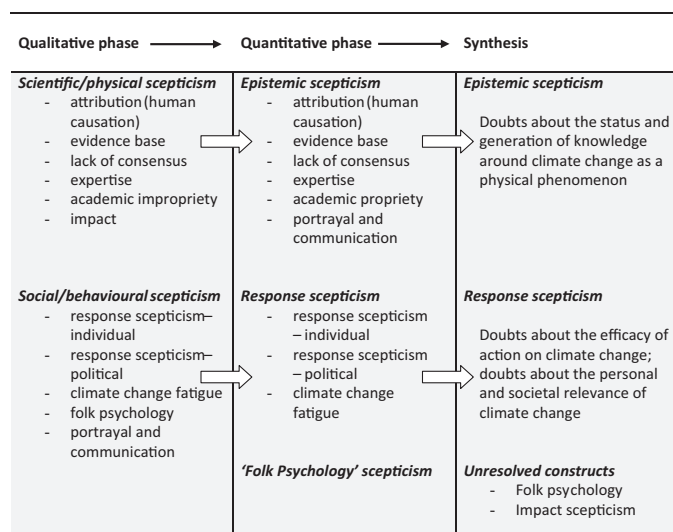 Qualitative phase Quantitative phase Synthesis
Scientific/physical scepticism
- attribution (human
causation)
- evidence base
- lack of consensus
- expertise
- academic impropriety
- impact
Epistemic scepticism
- attribution (human
causation)
- evidence base
- lack of consensus
- expertise
- academic propriety
- portrayal and
communication
Epistemic scepticism
Doubts about the status and
generation of knowledge
around climate change as a
physical phenomenon
Social/behavioural scepticism
- response scepticism–
individual
- response scepticism–
political
- climate change fatigue
- folk psychology
- portrayal and
communication
Response scepticism
- response scepticism
– individual
- response scepticism
– political
- climate change
fatigue
Response scepticism
Doubts about the efficacy of
action on climate change;
doubts about the personal
and societal relevance of
climate change
'Folk Psychology' scepticism
Unresolved constructs
- Folk psychology
- Impact scepticism